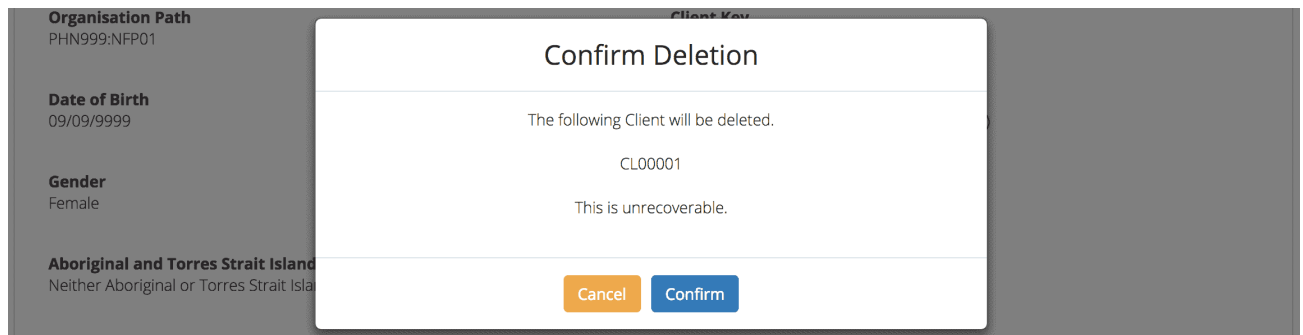 Organisation Path
PHN999:NFP01
Client Key
Date of Birth
09/09/9999
Gender
Female
Aboriginal and Torres Strait Island
Neither Aboriginal or Torres Strait Isla
Confirm Deletion
The following Client will be deleted.
CL00001
This is unrecoverable.
Cancel
Confirm
)